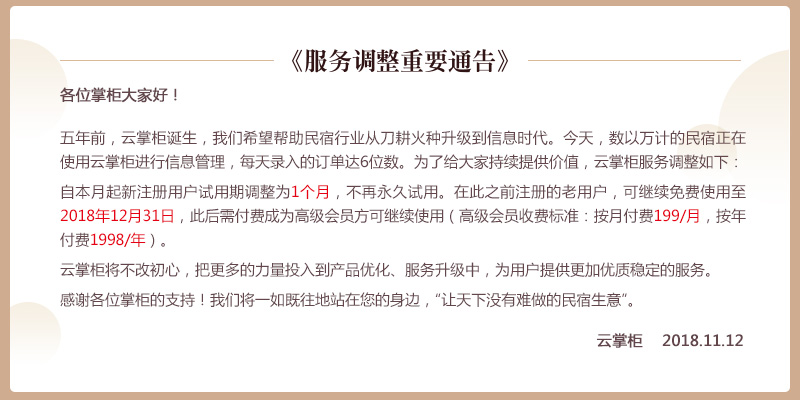 《服务调整重要通告》
各位掌柜大家好！
五年前，云掌柜诞生，我们希望帮助民宿行业从刀耕火种升级到信息时代。今天，数以万计的民宿正在
使用云掌柜进行信息管理，每天录入的订单达6位数。为了给大家持续提供价值，云掌柜服务调整如下：
自本月起新注册用户试用期调整为1个月，不再永久试用。在此之前注册的老用户，可继续免费使用至
2018年12月31日，此后需付费成为高级会员方可继续使用（高级会员收费标准：按月付费199/月，按年
付费1998/年）。
云掌柜将不改初心，把更多的力量投入到产品优化、服务升级中，为用户提供更加优质稳定的服务。
感谢各位掌柜的支持！我们将一如既往地站在您的身边，“让天下没有难做的民宿生意”。
云掌柜 2018.11.12